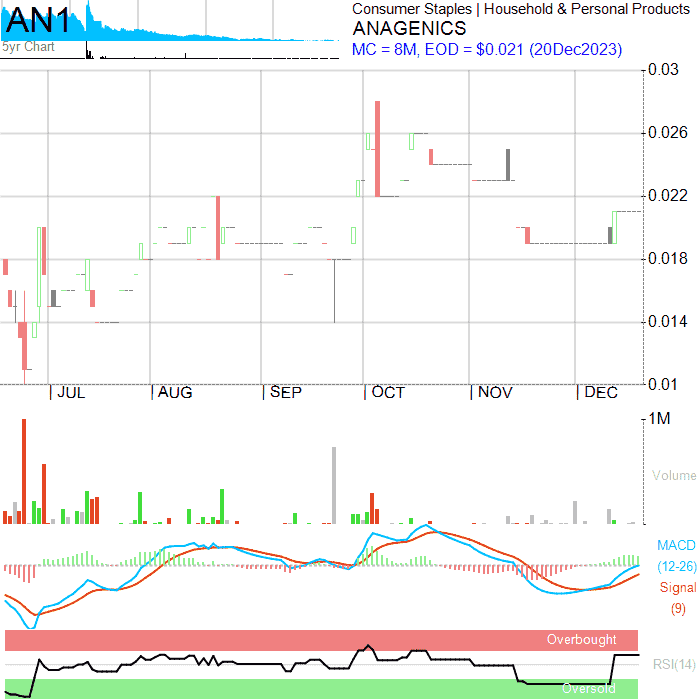 AN1
5yr Chart
Consumer Staples | Household & Personal Products
ANAGENICS
MC = 8M, EOD = $0.021 (20Dec2023)
0.03
0.026
0.022
0.018
0.014
0.01
JUL AUG SEP OCT NOV DEC
1M
Volume
MACD
(12-26)
Signal
(9)
Overbought
RSI(14)
Oversold